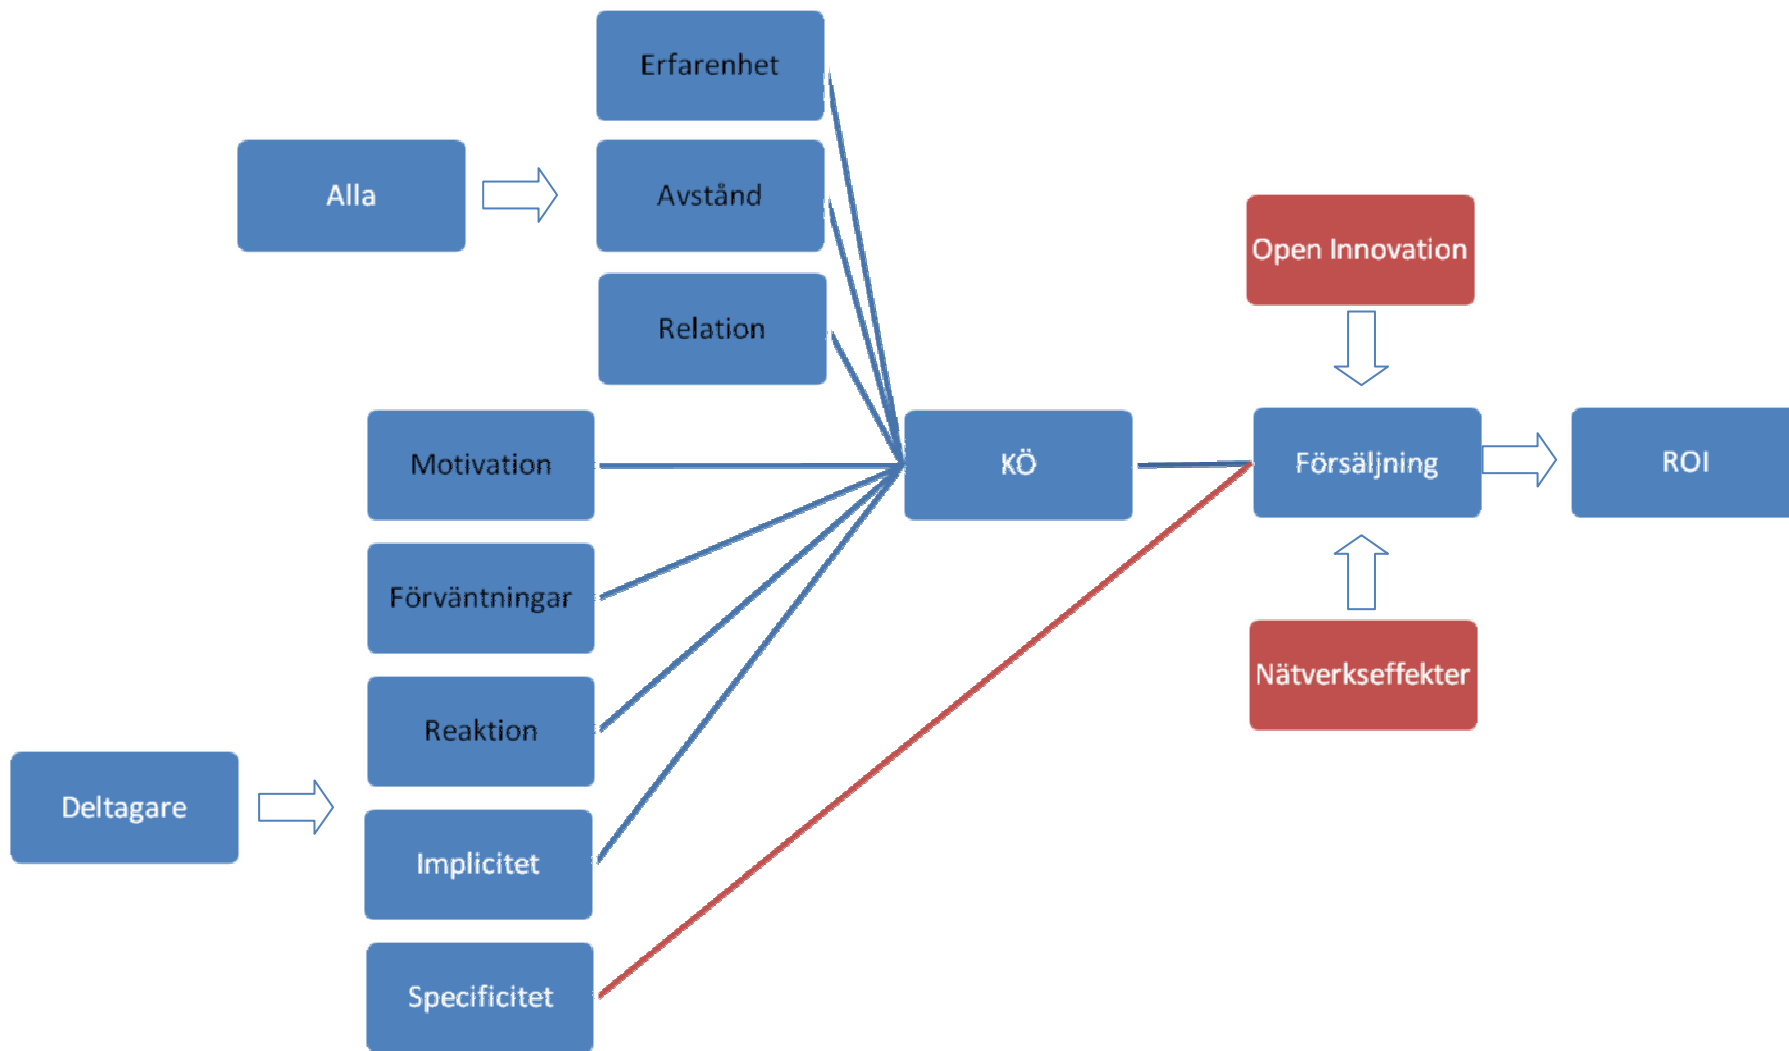 Erfarenhet
Alla
Avstånd
Open Innovation
Relation
Motivation
KÖ
Försäljning
ROI
Förväntningar
Nätverkseffekter
Reaktion
Deltagare
Implicitet
Specificitet